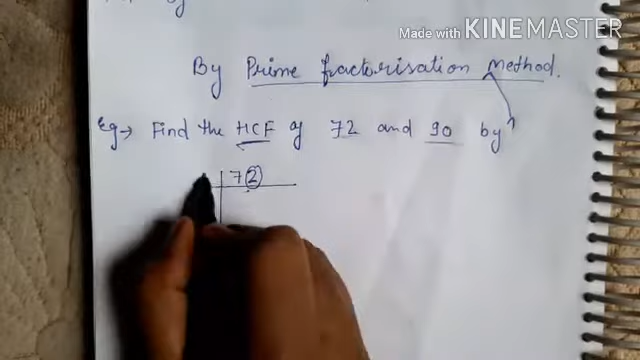 Made with KINEMASTER
By Prime factorisation Method.
Eg → Find the HCF of 72 and 90 by
72